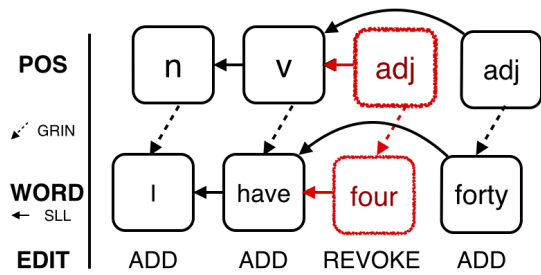 POS n v adj adj
GRIN
WORD I have four forty
SLL
EDIT ADD ADD REVOKE ADD